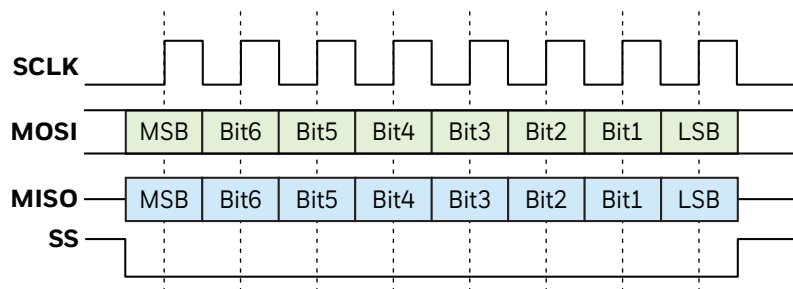 SCLK
MOSI MSB Bit6 Bit5 Bit4 Bit3 Bit2 Bit1 LSB
MISO MSB Bit6 Bit5 Bit4 Bit3 Bit2 Bit1 LSB
SS